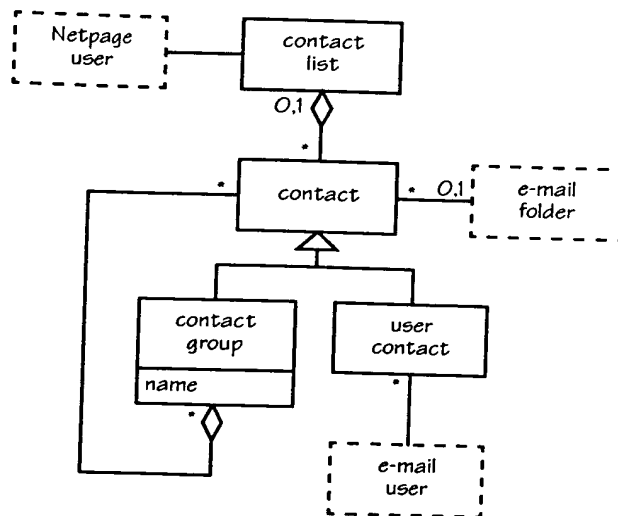 Netpage
user
contact
list
0,1
*
*
contact
*
0,1
e-mail
folder
contact
group
name
*
user
contact
*
e-mail
user